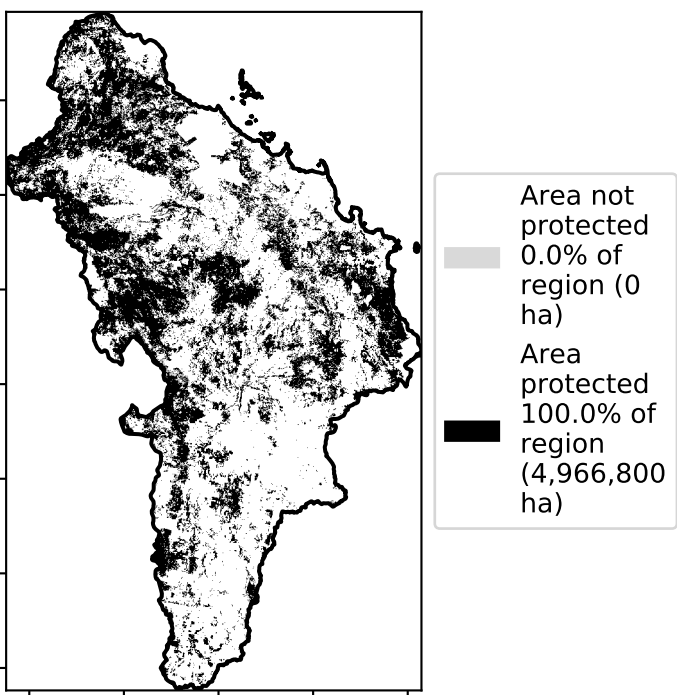 Area not
protected
0.0% of
region (0
ha)
Area
protected
100.0% of
region
(4,966,800
ha)